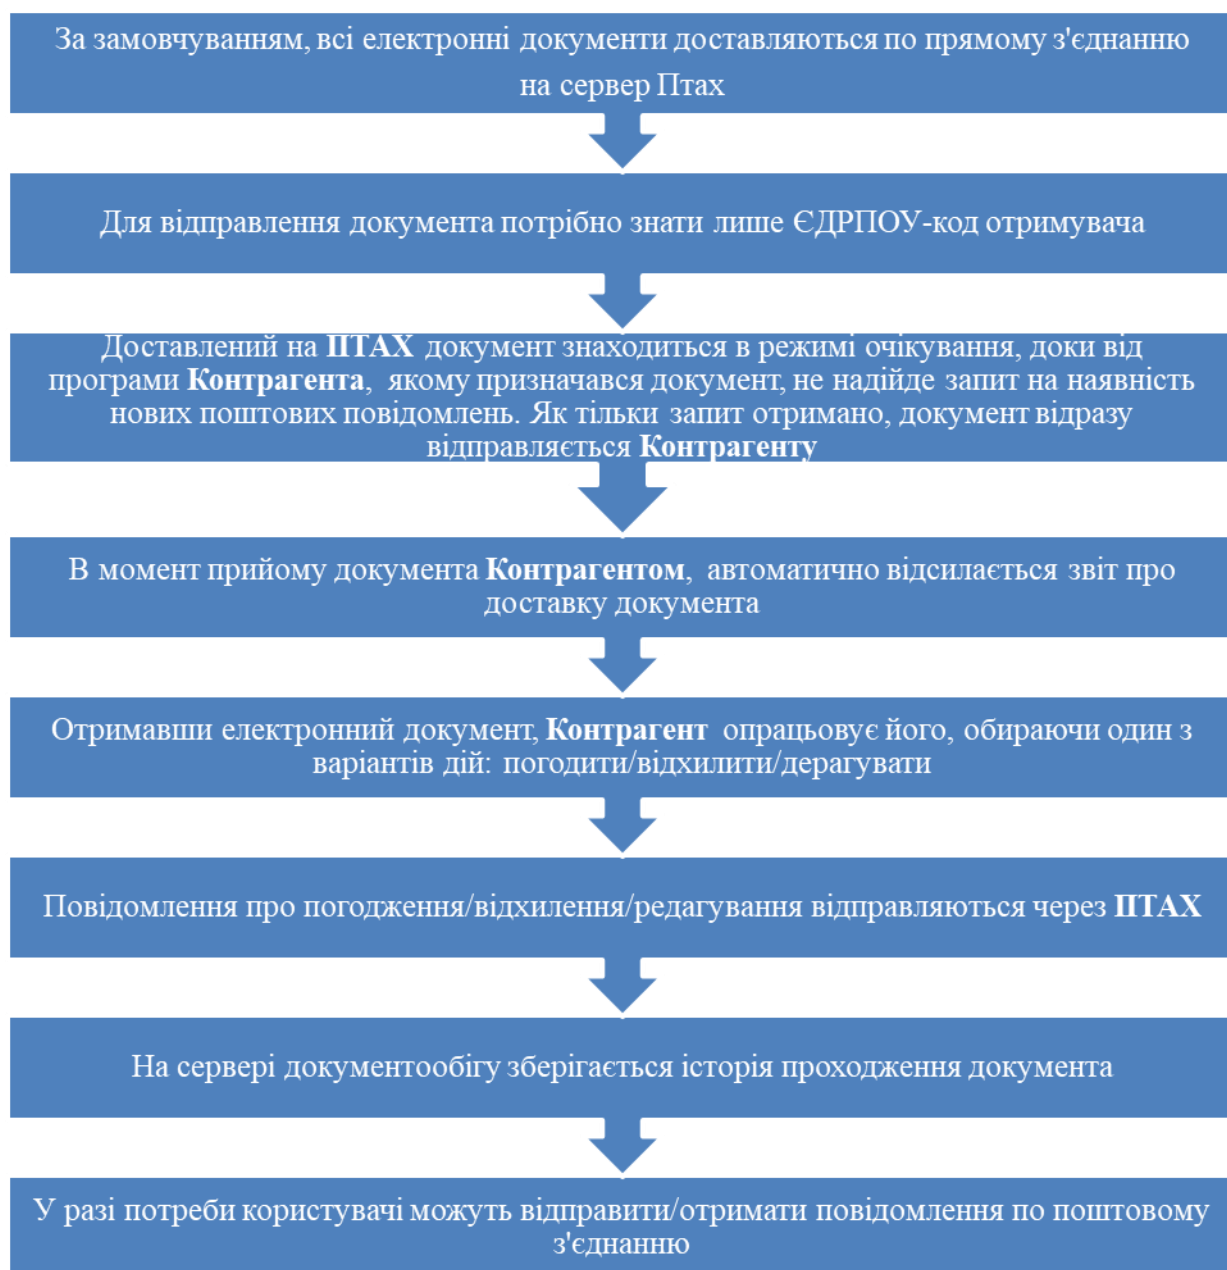 За замовчуванням, всі електронні документи доставляються по прямому з'єднанню
на сервер Птах
Для відправлення документа потрібно знати лише ЄДРПОУ-код отримувача
Доставлений на ПТАХ документ знаходиться в режимі очікування, доки від
програми Контрагента, якому призначався документ, не надійде запит на наявність
нових поштових повідомлень. Як тільки запит отримано, документ відразу
відправляється Контрагенту
В момент прийому документа Контрагентом, автоматично відсилається звіт про
доставку документа
Отримавши електронний документ, Контрагент опрацьовує його, обираючи один з
варіантів дій: погодити/відхилити/дерагувати
Повідомлення про погодження/відхилення/редагування відправляються через ПТАХ
На сервері документообігу зберігається історія проходження документа
У разі потреби користувачі можуть відправити/отримати повідомлення по поштовому
з'єднанню